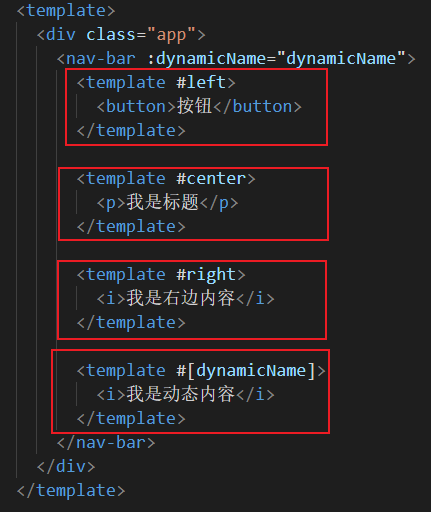 <template>
<div class="app">
<nav-bar :dynamicName="dynamicName">
<template #left>
<button>按钮</button>
</template>
<template #center>
<p>我是标题</p>
</template>
<template #right>
<i>我是右边内容</i>
</template>
<template #[dynamicName]>
<i>我是动态内容</i>
</template>
</nav-bar>
</div>
</template>